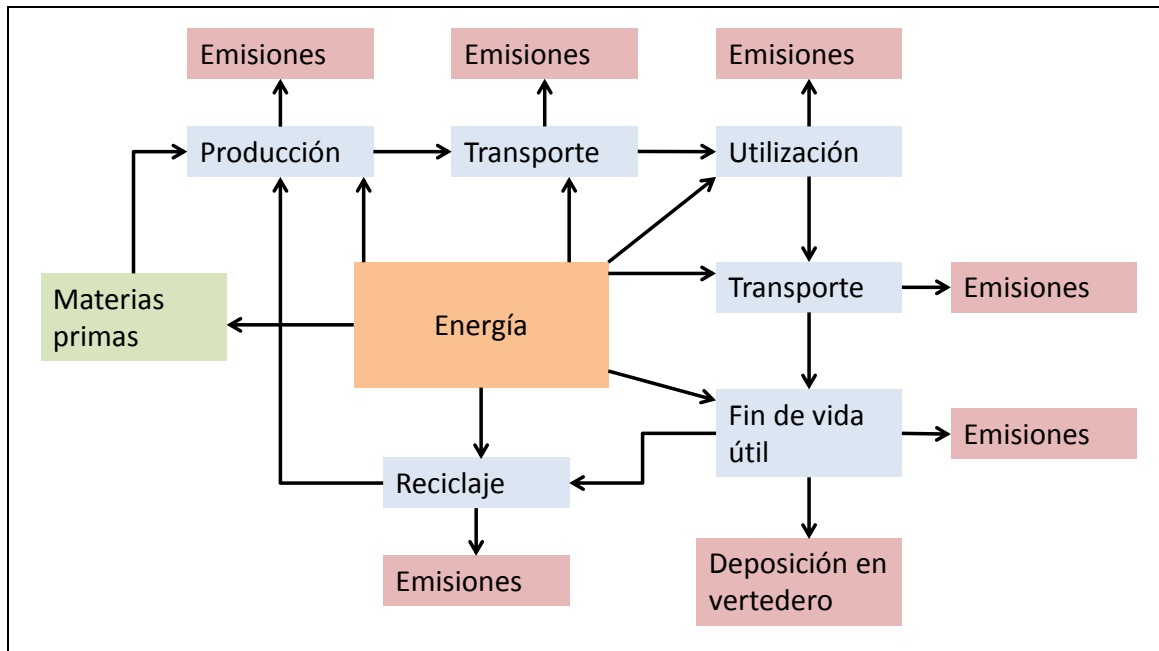 Emisiones
Emisiones
Emisiones
Producción
Transporte
Utilización
Materias
primas
Energía
Transporte
Emisiones
Fin de vida
útil
Emisiones
Reciclaje
Emisiones
Deposición en
vertedero